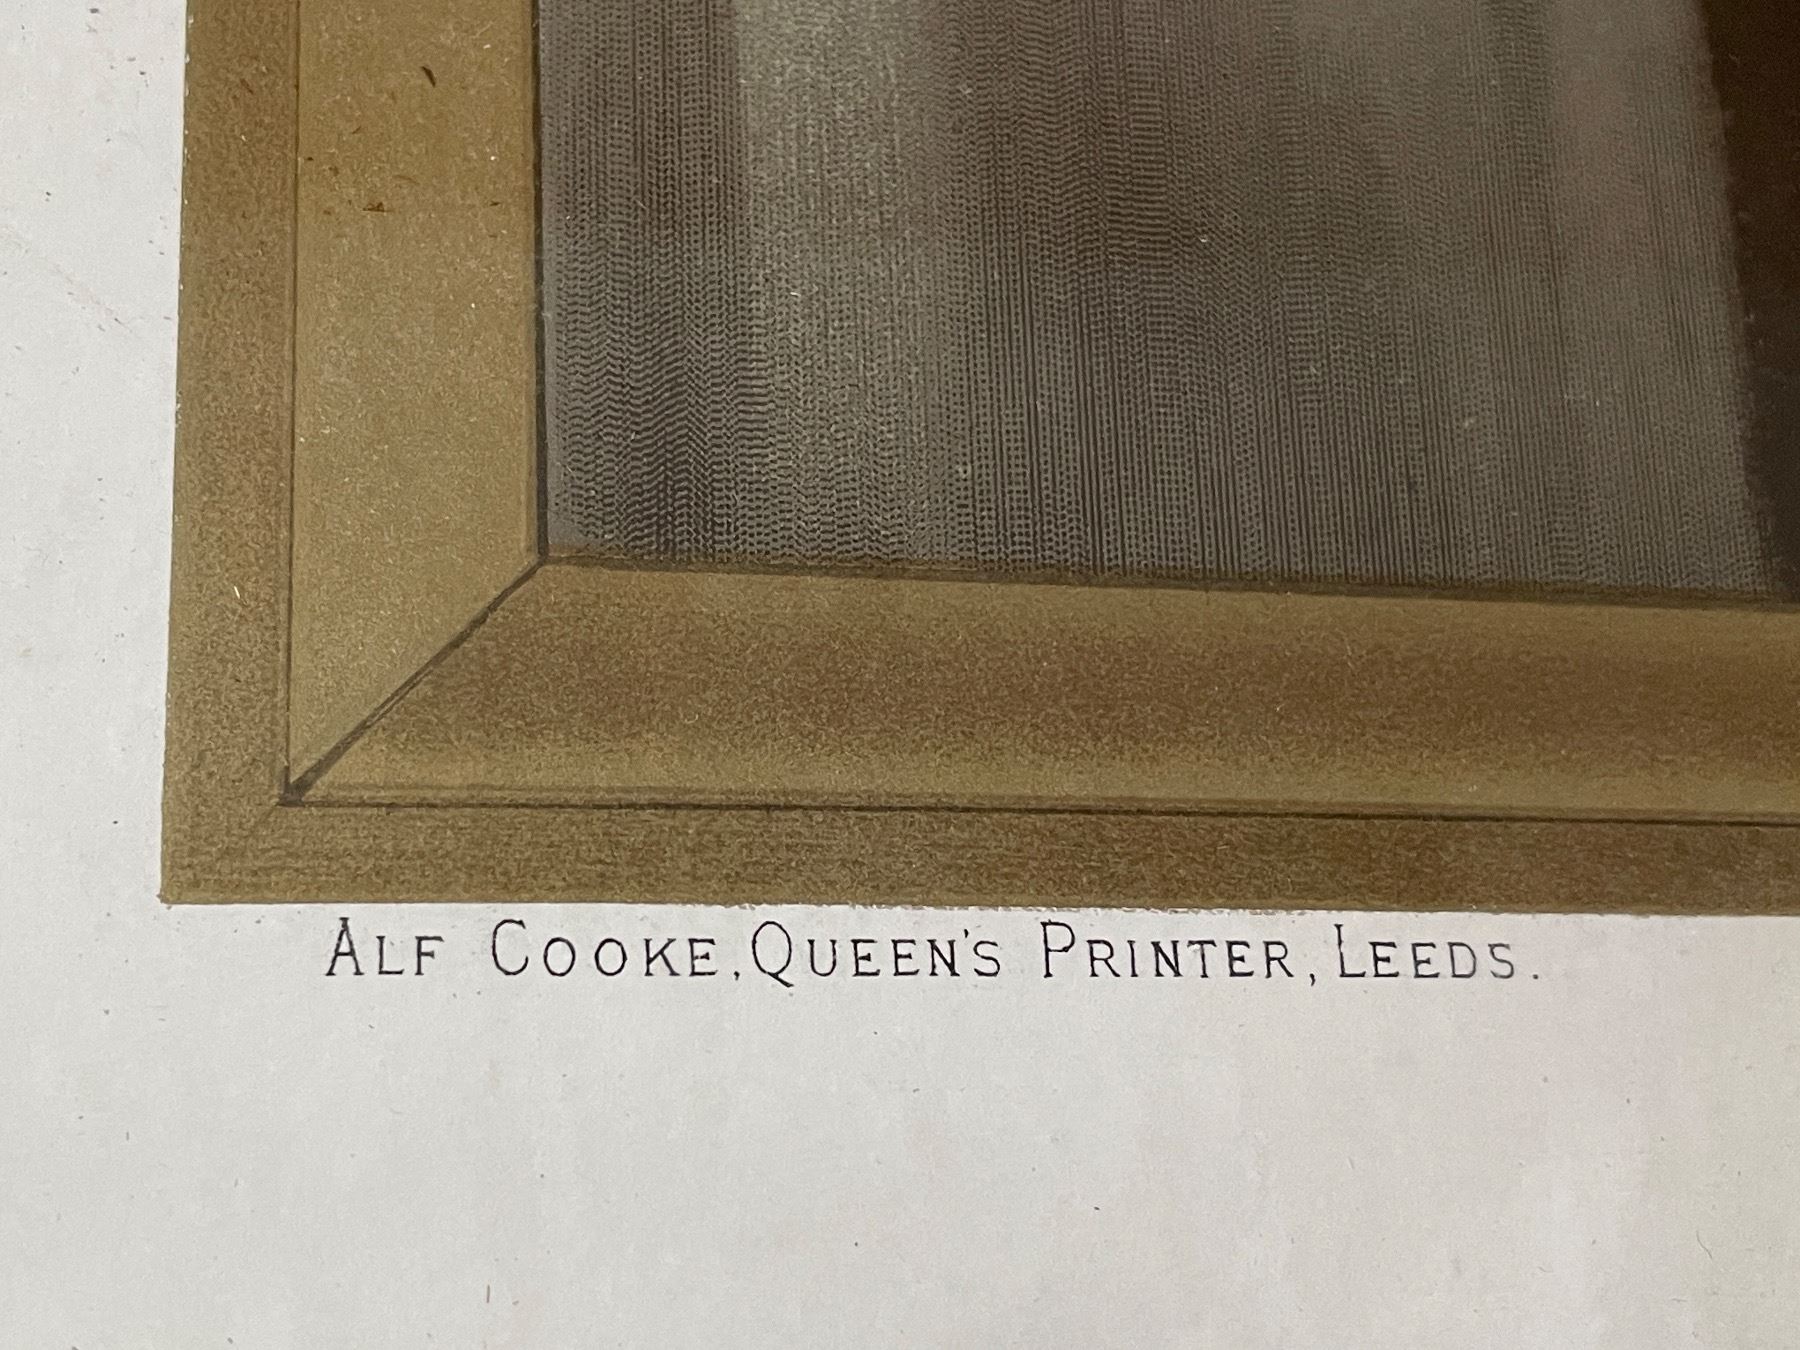 ALF COOKE, QUEEN'S PRINTER, LEEDS.